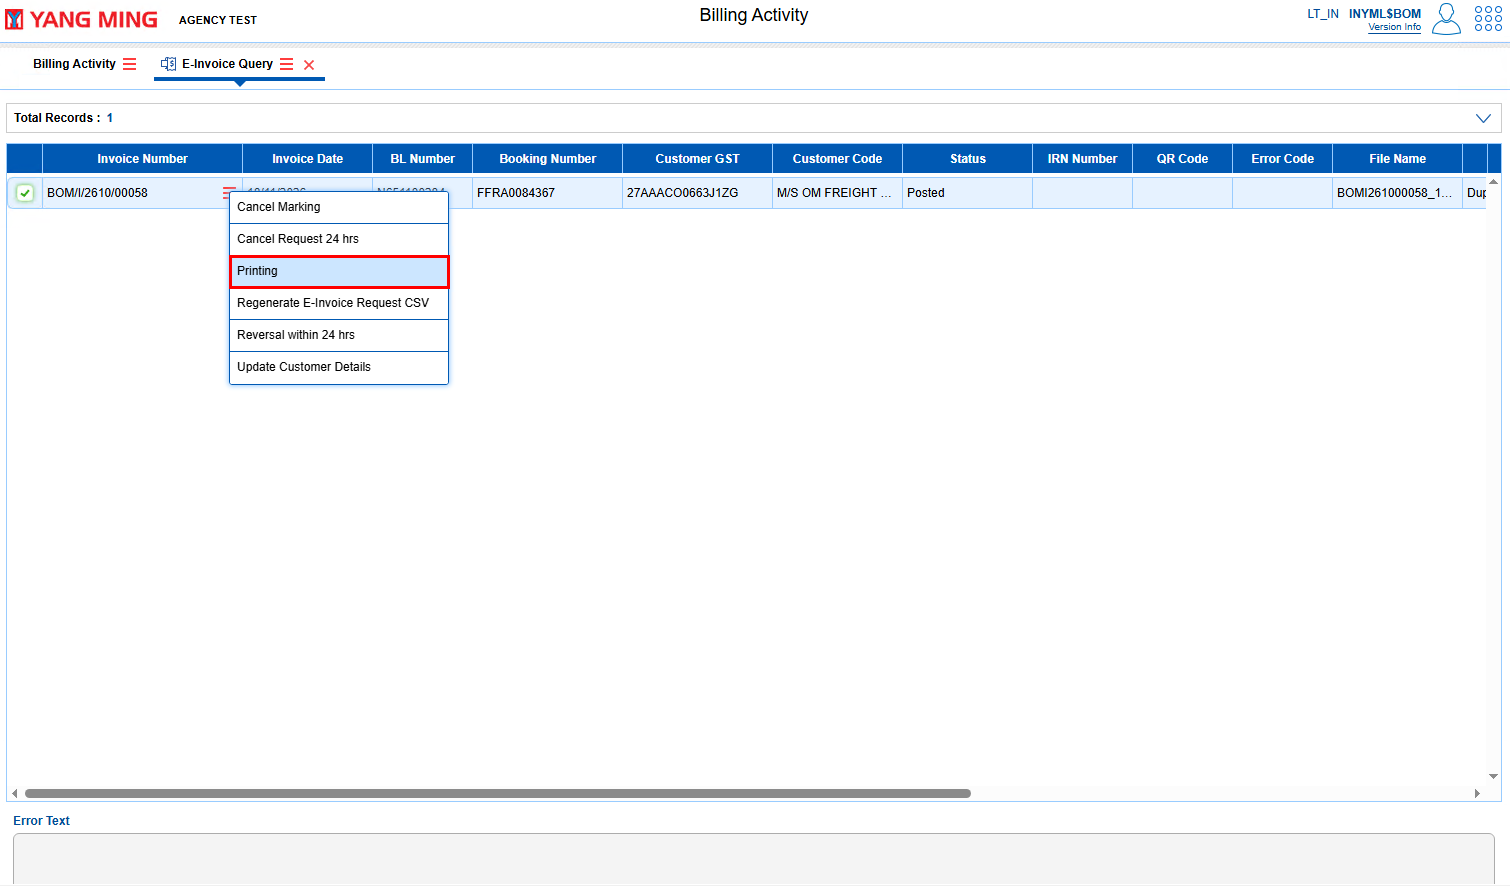 YANG MING AGENCY TEST
Billing Activity
LT_IN INYML$BOM
Version Info
Billing Activity
E-Invoice Query
Total Records : 1
Invoice Number Invoice Date BL Number Booking Number Customer GST Customer Code Status IRN Number QR Code Error Code File Name
BOM/I/2610/00058 FFRA0084367 27AAACO0663J1ZG M/S OM FREIGHT ... Posted BOMI261000058_1... Dup
Cancel Marking
Cancel Request 24 hrs
Printing
Regenerate E-Invoice Request CSV
Reversal within 24 hrs
Update Customer Details
Error Text